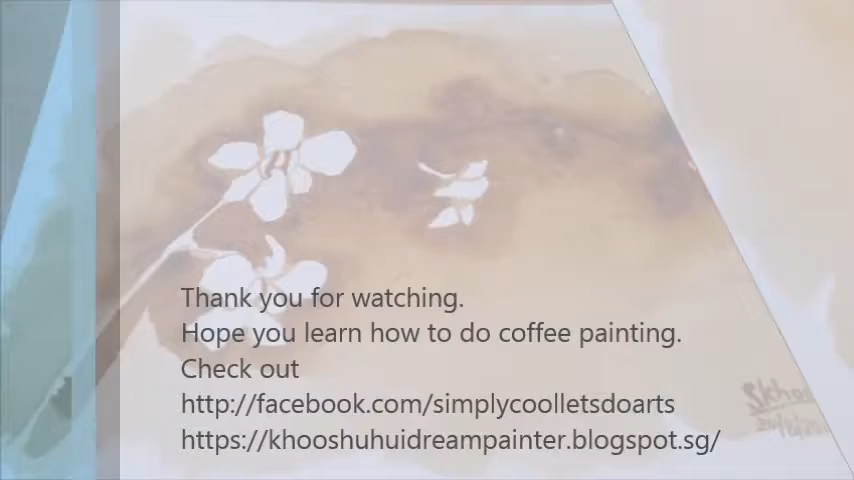 Thank you for watching.
Hope you learn how to do coffee painting.
Check out
http://facebook.com/simplycoolletsdoarts
https://khooshuhuidreampainter.blogspot.sg/